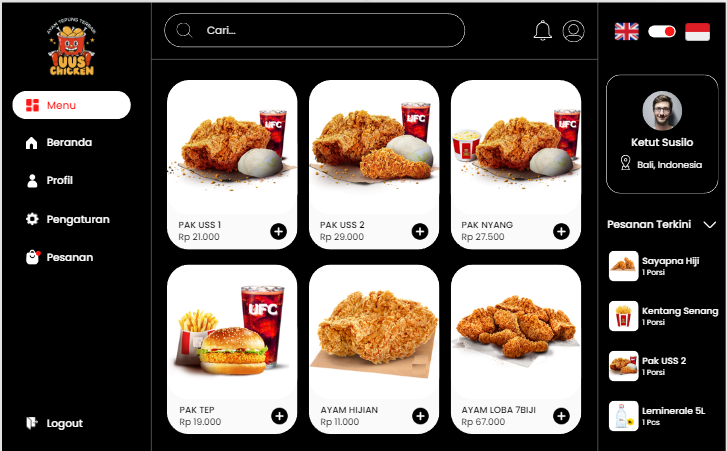 AYAM TEPUNG TERBAIK
UUS
CHICKEN
Menu
Beranda
Profil
Pengaturan
Pesanan
Logout
Cari...
UFC
PAK USS 1
Rp 21.000
UFC
PAK USS 2
Rp 29.000
UFC
PAK NYANG
Rp 27.500
UFC
PAK TEP
Rp 19.000
AYAM HIJIAN
Rp 11.000
AYAM LOBA 7BIJI
Rp 67.000
Ketut Susilo
Bali, Indonesia
Pesanan Terkini
Sayapna Hiji
1 Porsi
Kentang Senang
1 Porsi
Pak USS 2
1 Porsi
Leminerale 5L
1 Pcs